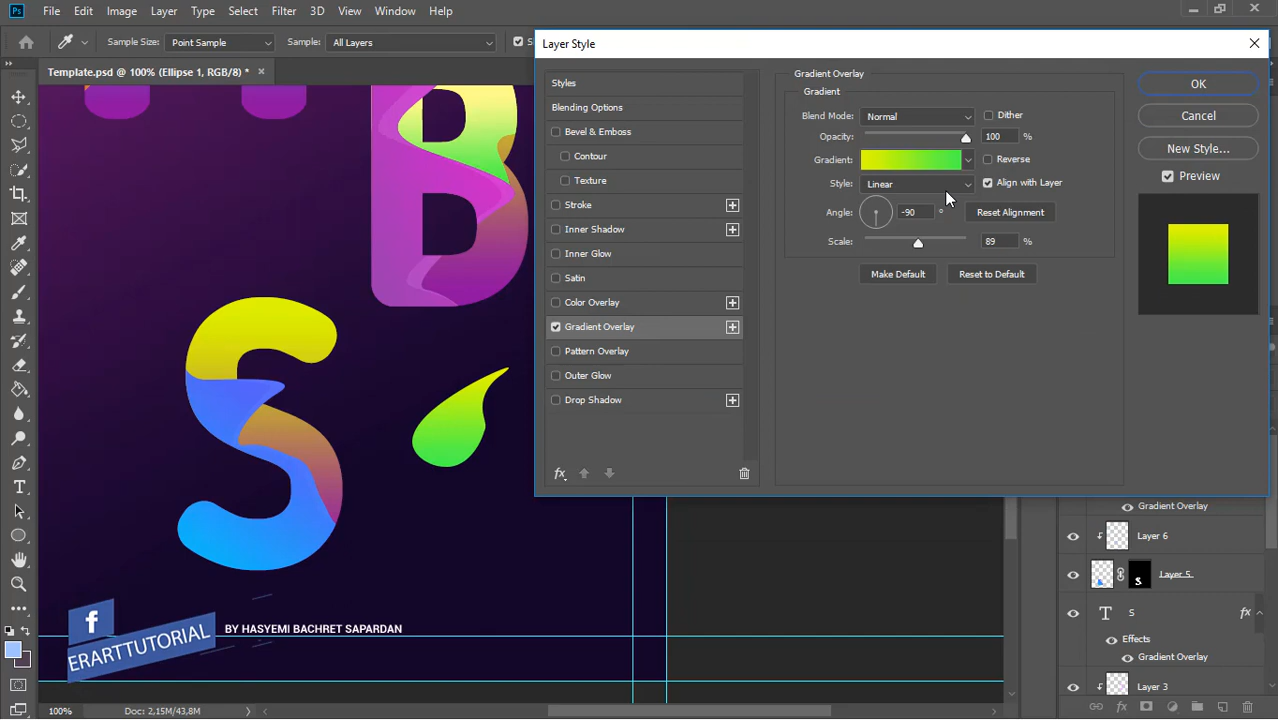 Ps File Edit Image Layer Type Select Filter 3D View Window Help
Sample Size: Point Sample Sample: All Layers
Template.psd @ 100% (Ellipse 1, RGB/8) *
B
S
f
ERARTTUTORIAL
BY HASYEMI BACHRET SAPARDAN
100% Doc: 2,15M/43,8M
Layer Style
Styles
Blending Options
Bevel & Emboss
Contour
Texture
Stroke
Inner Shadow
Inner Glow
Satin
Color Overlay
Gradient Overlay
Pattern Overlay
Outer Glow
Drop Shadow
fx
Gradient Overlay
Gradient
Blend Mode: Normal Dither
Opacity: 100 %
Gradient: Reverse
Style: Linear Align with Layer
Angle: -90 ° Reset Alignment
Scale: 89 %
Make Default Reset to Default
OK
Cancel
New Style...
Preview
Gradient Overlay
Layer 6
S Layer 5
T S fx
Effects
Gradient Overlay
Layer 3
fx